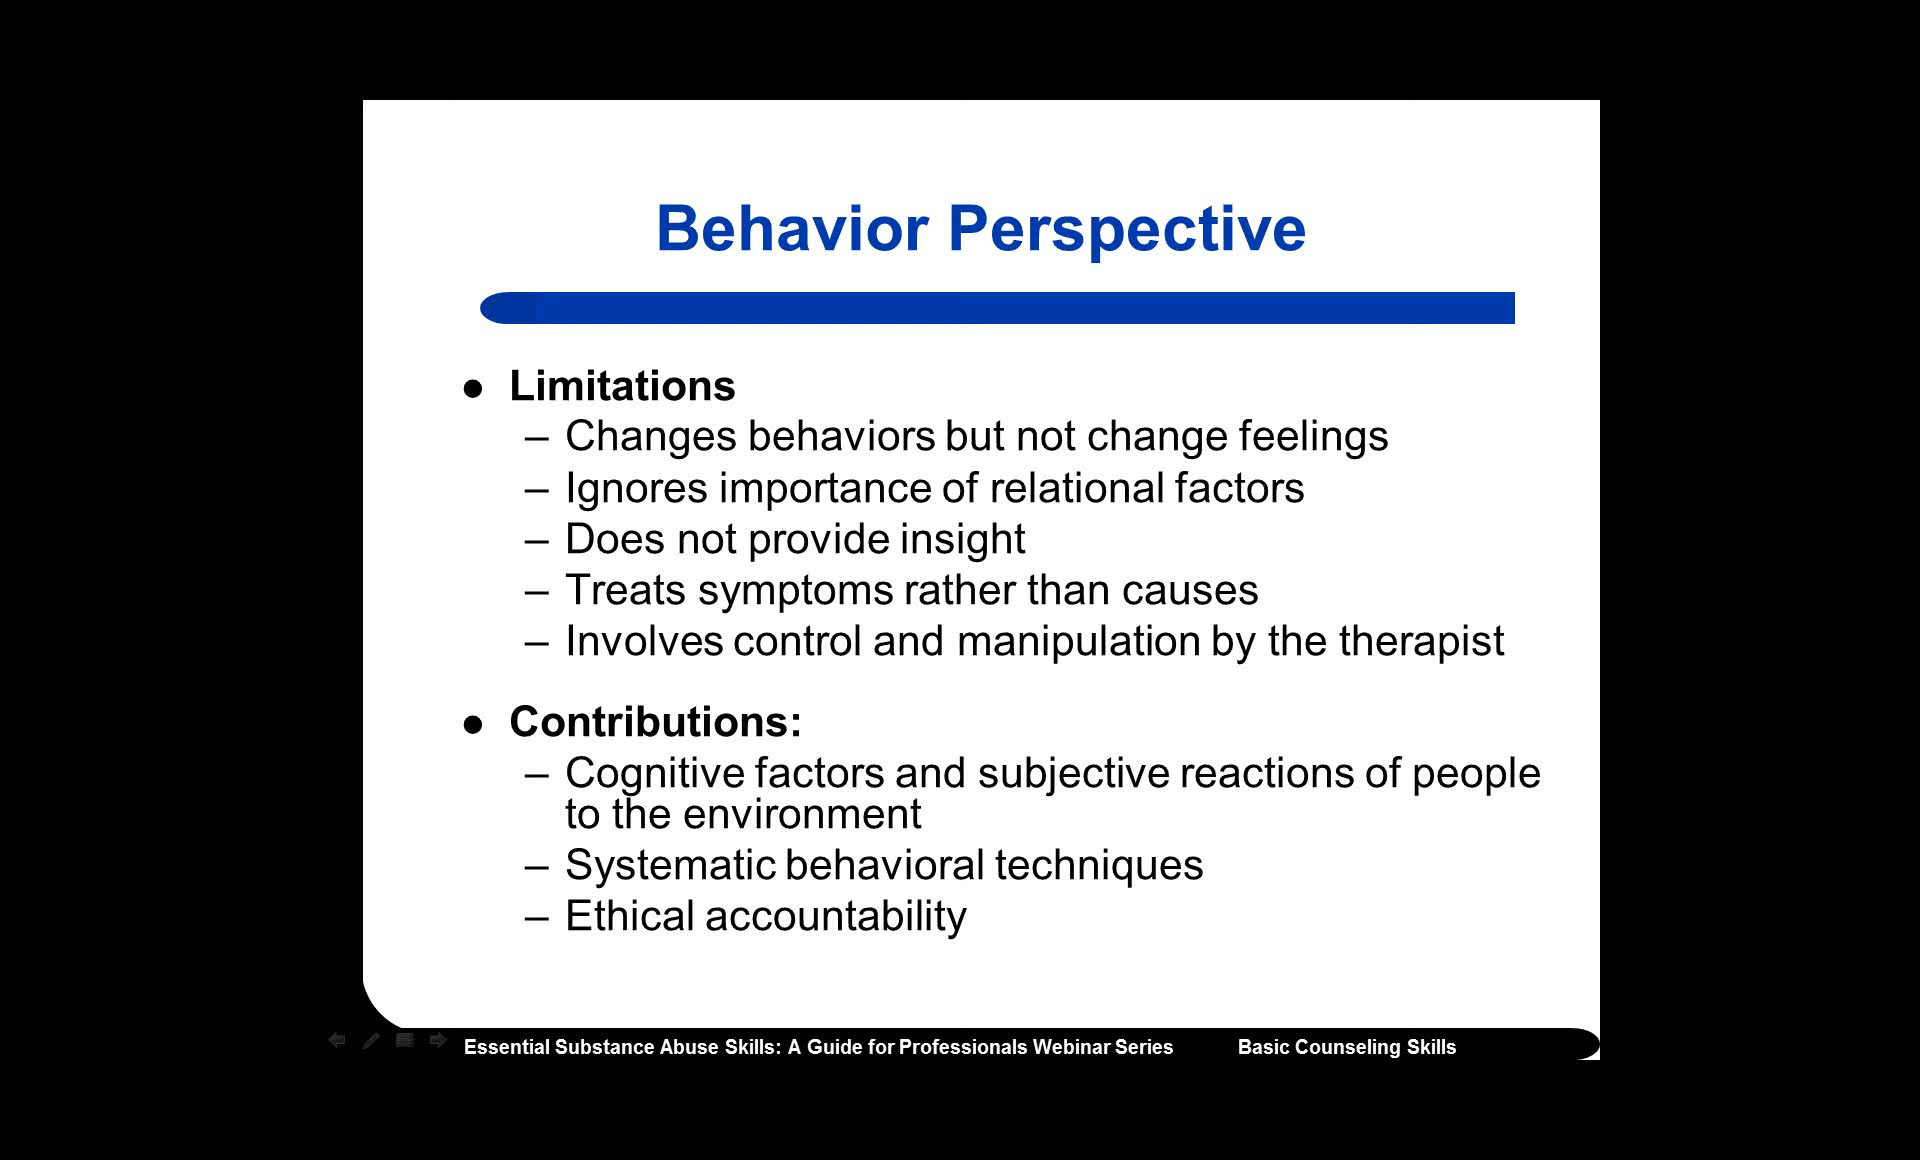 Behavior Perspective
● Limitations
– Changes behaviors but not change feelings
– Ignores importance of relational factors
– Does not provide insight
– Treats symptoms rather than causes
– Involves control and manipulation by the therapist
● Contributions:
– Cognitive factors and subjective reactions of people
to the environment
– Systematic behavioral techniques
– Ethical accountability
Essential Substance Abuse Skills: A Guide for Professionals Webinar Series Basic Counseling Skills